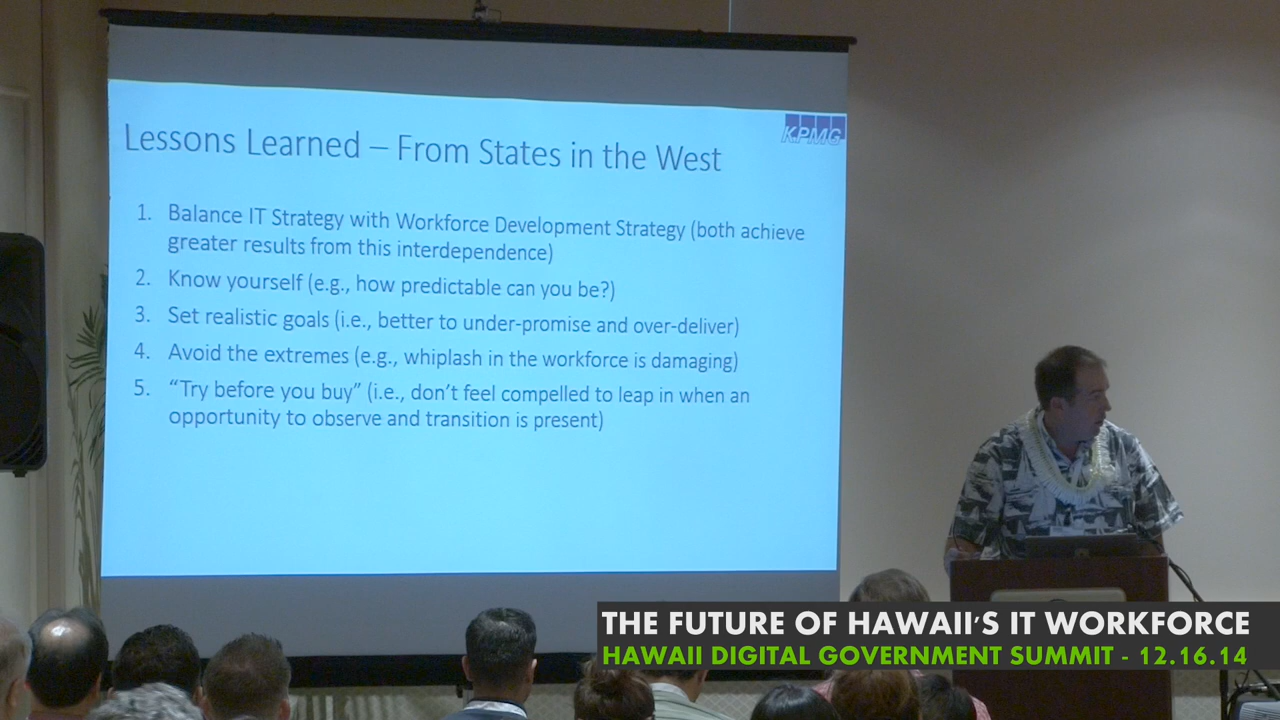 KPMG
Lessons Learned – From States in the West
1. Balance IT Strategy with Workforce Development Strategy (both achieve
greater results from this interdependence)
2. Know yourself (e.g., how predictable can you be?)
3. Set realistic goals (i.e., better to under-promise and over-deliver)
4. Avoid the extremes (e.g., whiplash in the workforce is damaging)
5. “Try before you buy” (i.e., don’t feel compelled to leap in when an
opportunity to observe and transition is present)
THE FUTURE OF HAWAII'S IT WORKFORCE
HAWAII DIGITAL GOVERNMENT SUMMIT - 12.16.14